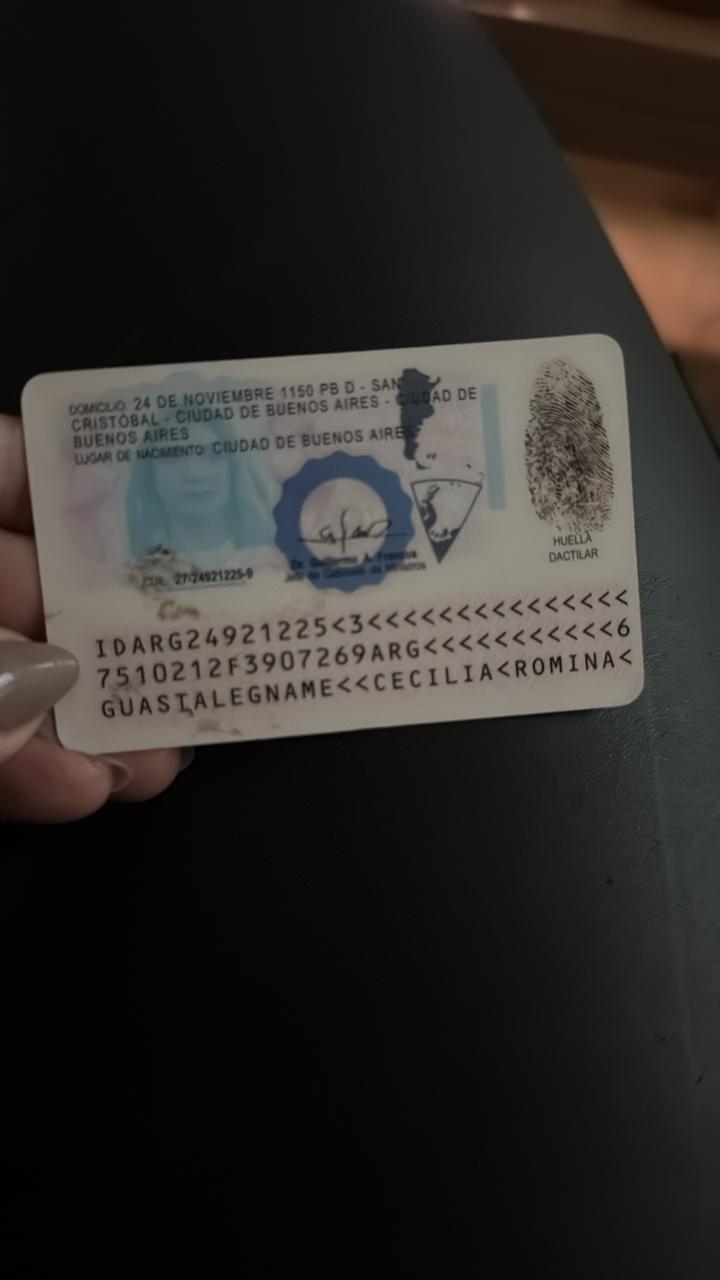 DOMICILIO: 24 DE NOVIEMBRE 1150 PB D - SAN
CRISTÓBAL - CIUDAD DE BUENOS AIRES - CIUDAD DE
BUENOS AIRES
LUGAR DE NACIMIENTO: CIUDAD DE BUENOS AIRES
CUIL: 27-24921225-9
Dr. Guillermo A. Francos
Jefe de Gabinete de Ministros
HUELLA
DACTILAR
IDARG24921225<3<<<<<<<<<<<<<<<
7510212F3907269ARG<<<<<<<<<<<6
GUASTALEGNAME<<CECILIA<ROMINA<